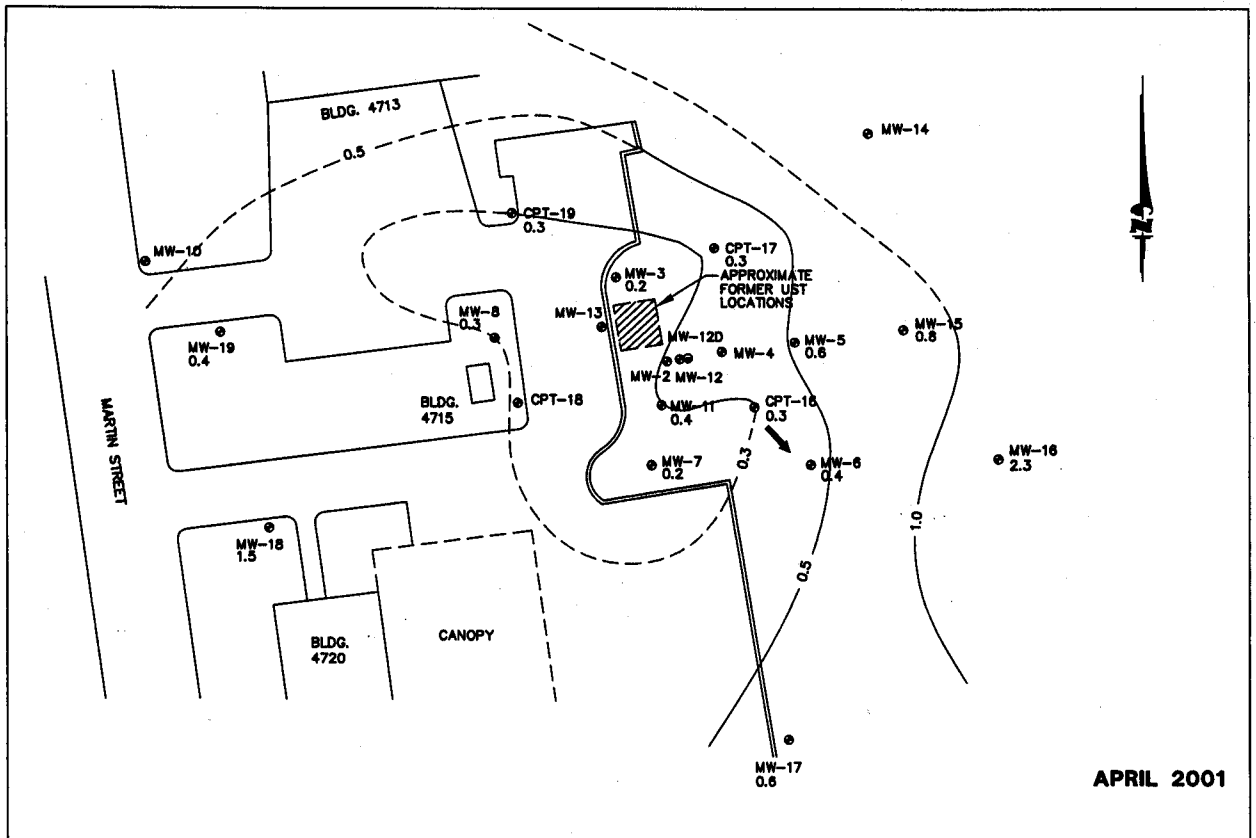 BLDG. 4713
MW-14
0.5
CPT-19
0.3
MW-10
CPT-17
0.3
MW-3
0.2
APPROXIMATE
FORMER UST
LOCATIONS
MW-8
0.3
MW-13
MW-19
0.4
MW-12D
MW-4
MW-5
0.6
MW-15
0.8
MW-2
MW-12
BLDG.
4715
CPT-18
MW-11
0.4
CPT-16
0.3
MARTIN STREET
MW-7
0.2
0.3
MW-6
0.4
MW-16
2.3
MW-18
1.5
1.0
0.5
BLDG.
4720
CANOPY
MW-17
0.6
APRIL 2001